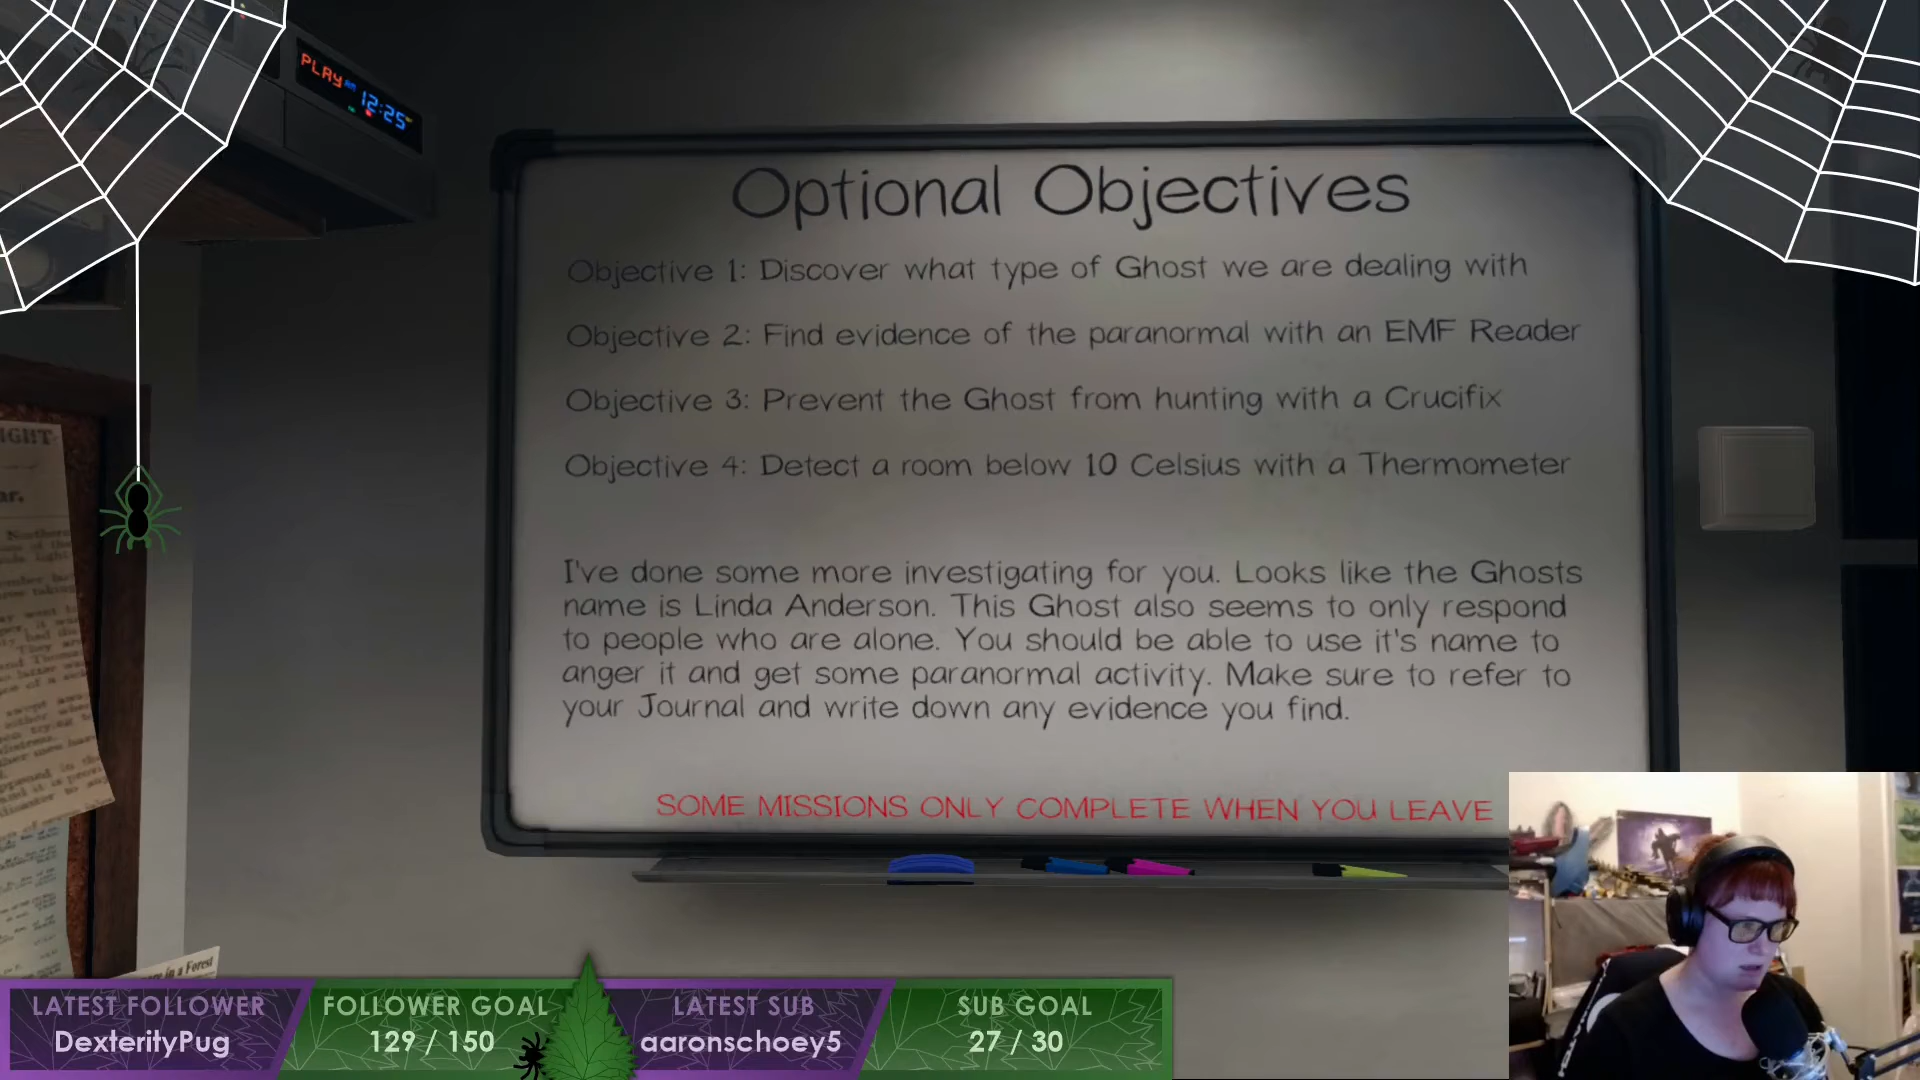 PLAY 12:25
Optional Objectives
Objective 1: Discover what type of Ghost we are dealing with
Objective 2: Find evidence of the paranormal with an EMF Reader
Objective 3: Prevent the Ghost from hunting with a Crucifix
Objective 4: Detect a room below 10 Celsius with a Thermometer
I've done some more investigating for you. Looks like the Ghosts
name is Linda Anderson. This Ghost also seems to only respond
to people who are alone. You should be able to use it's name to
anger it and get some paranormal activity. Make sure to refer to
your Journal and write down any evidence you find.
SOME MISSIONS ONLY COMPLETE WHEN YOU LEAVE
in a Forest
LATEST FOLLOWER
DexterityPug
FOLLOWER GOAL
129 / 150
LATEST SUB
aaronschoey5
SUB GOAL
27 / 30